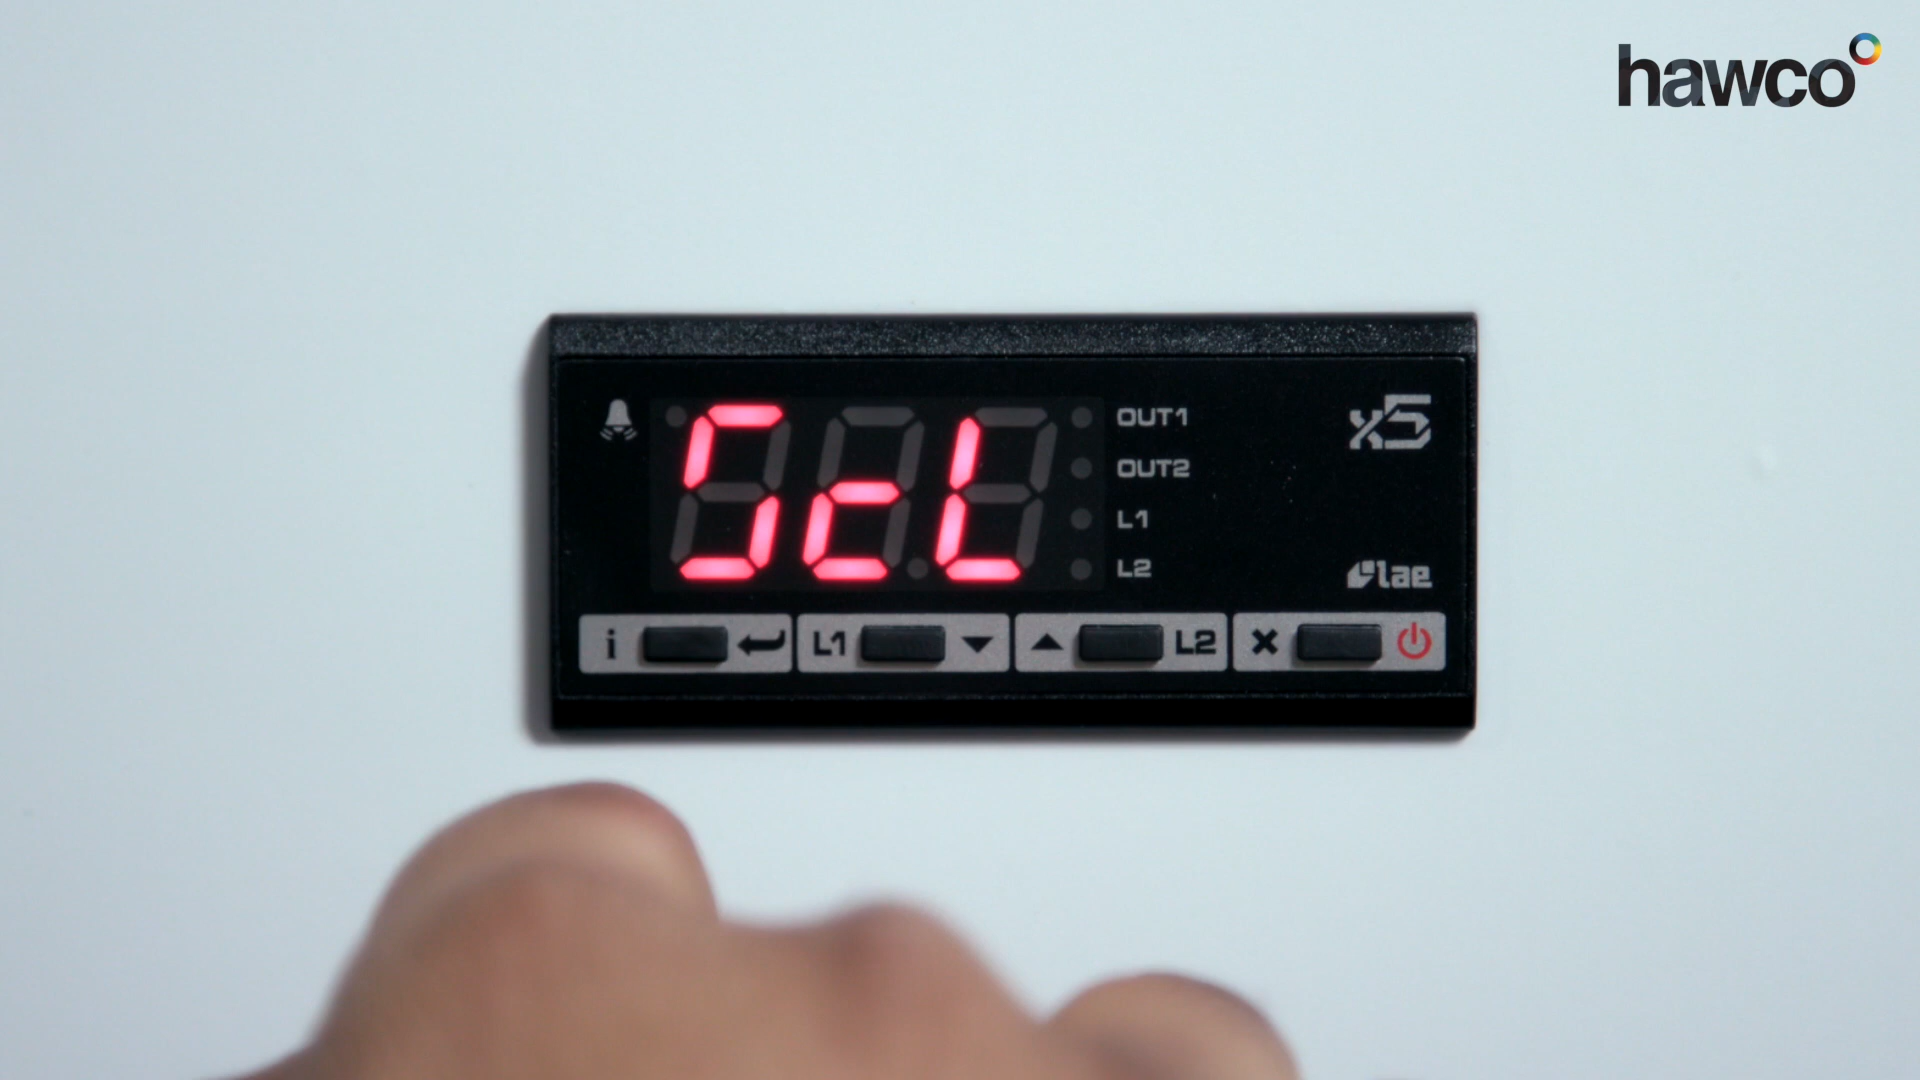 hawco
ScL
OUT1
x5
OUT2
L1
L2
lae
i L1 L2